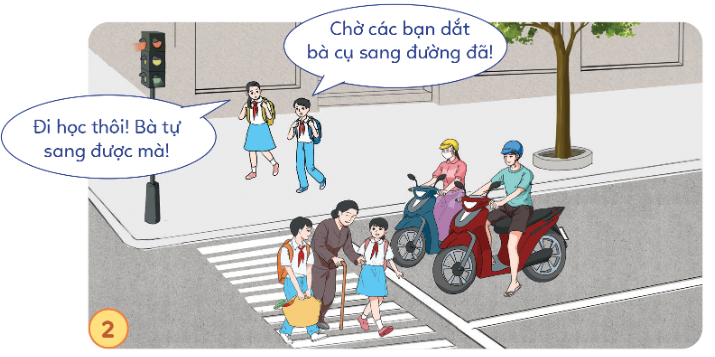 Chờ các bạn dắt
bà cụ sang đường đã!
Đi học thôi! Bà tự
sang được mà!
2